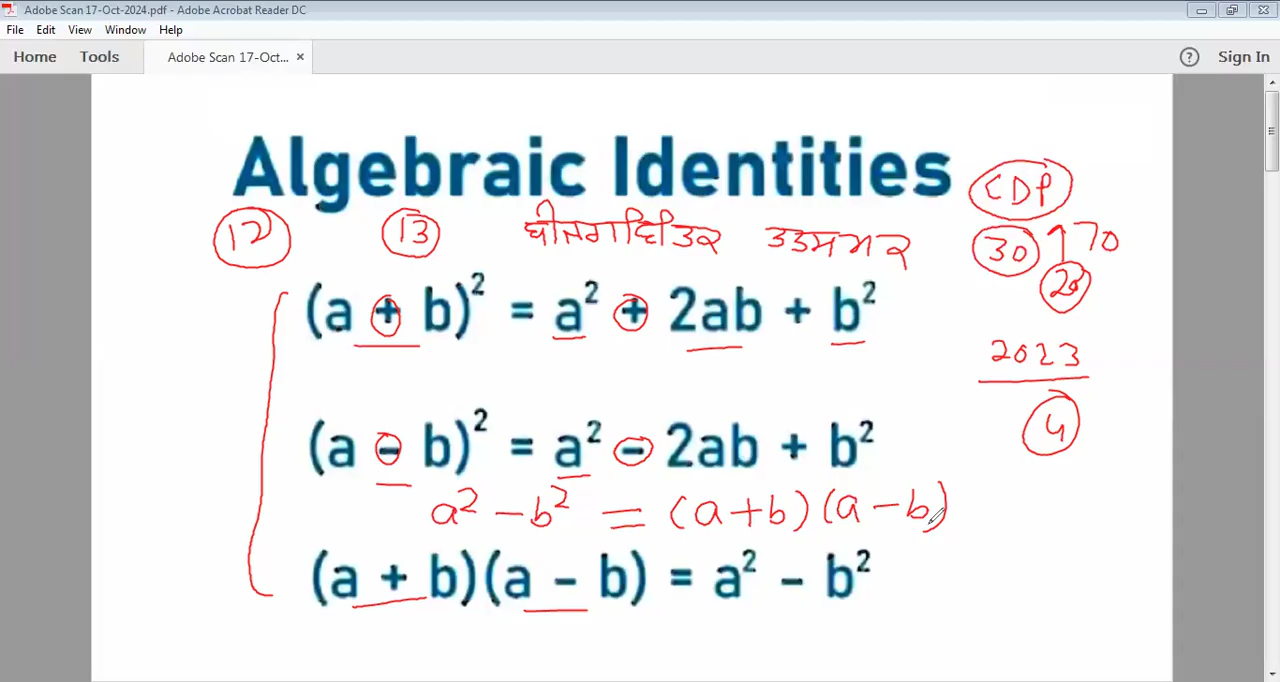 Adobe Scan 17-Oct-2024.pdf - Adobe Acrobat Reader DC
File Edit View Window Help
Home Tools Adobe Scan 17-Oct... × ? Sign In
Algebraic Identities
CDP
12 13
30 ↑ 70
20
(a + b)² = a² + 2ab + b²
2023
4
(a - b)² = a² - 2ab + b²
a² - b² = (a+b) (a-b)
(a + b)(a - b) = a² - b²